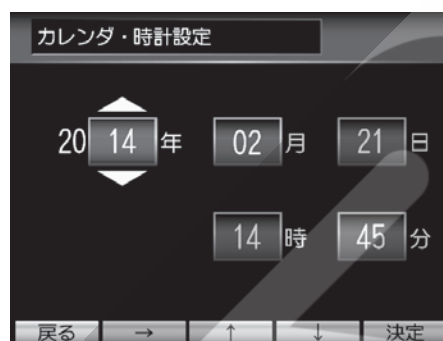 カレンダ・時計設定
20 14 年 02 月 21 日
14 時 45 分
戻る → ↑ ↓ 決定